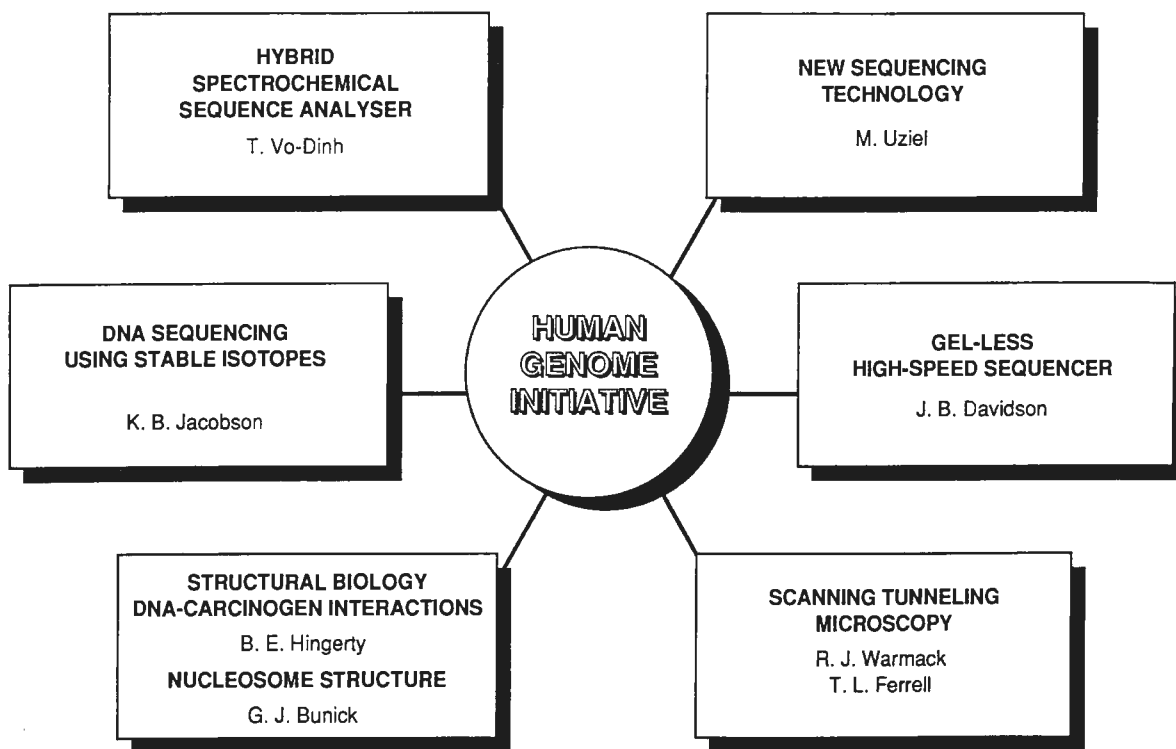 HYBRID
SPECTROCHEMICAL
SEQUENCE ANALYSER
T. Vo-Dinh
NEW SEQUENCING
TECHNOLOGY
M. Uziel
DNA SEQUENCING
USING STABLE ISOTOPES
K. B. Jacobson
HUMAN
GENOME
INITIATIVE
GEL-LESS
HIGH-SPEED SEQUENCER
J. B. Davidson
STRUCTURAL BIOLOGY
DNA-CARCINOGEN INTERACTIONS
B. E. Hingerty
NUCLEOSOME STRUCTURE
G. J. Bunick
SCANNING TUNNELING
MICROSCOPY
R. J. Warmack
T. L. Ferrell